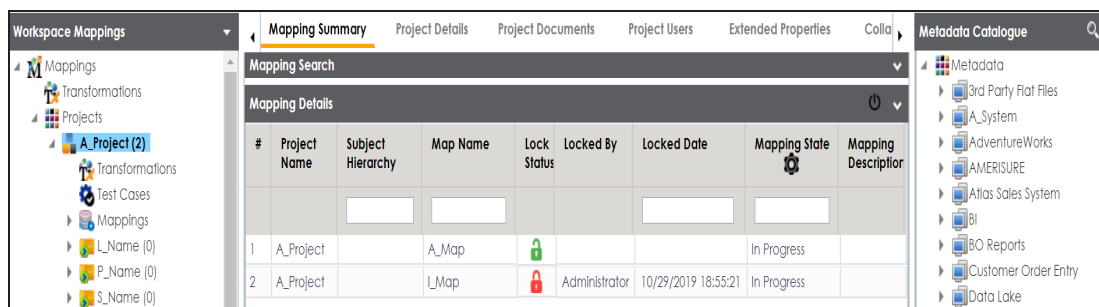 Workspace Mappings
Mappings
Transformations
Projects
A_Project (2)
Transformations
Test Cases
Mappings
L_Name (0)
P_Name (0)
S_Name (0)
Mapping Summary Project Details Project Documents Project Users Extended Properties Colla
Mapping Search
Mapping Details
# Project Name Subject Hierarchy Map Name Lock Status Locked By Locked Date Mapping State Mapping Description
1 A_Project A_Map In Progress
2 A_Project I_Map Administrator 10/29/2019 18:55:21 In Progress
Metadata Catalogue
Metadata
3rd Party Flat Files
A_System
AdventureWorks
AMERISURE
Atlas Sales System
BI
BO Reports
Customer Order Entry
Data Lake